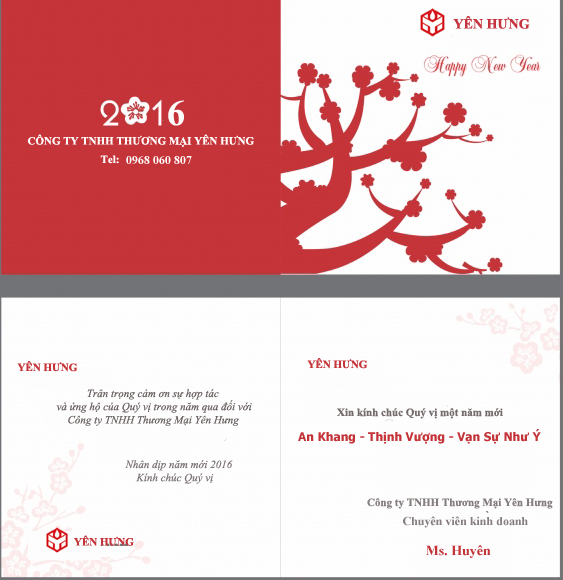 2016
CÔNG TY TNHH THƯƠNG MẠI YÊN HƯNG
Tel: 0968 060 807
YÊN HƯNG
Happy New Year
YÊN HƯNG
Trân trọng cảm ơn sự hợp tác
và ứng hộ của Quý vị trong năm qua đối với
Công ty TNHH Thương Mại Yên Hưng
Nhân dịp năm mới 2016
Kính chúc Quý vị
YÊN HƯNG
YÊN HƯNG
Xin kính chúc Quý vị một năm mới
An Khang - Thịnh Vượng - Vạn Sự Như Ý
Công ty TNHH Thương Mại Yên Hưng
Chuyên viên kinh doanh
Ms. Huyên